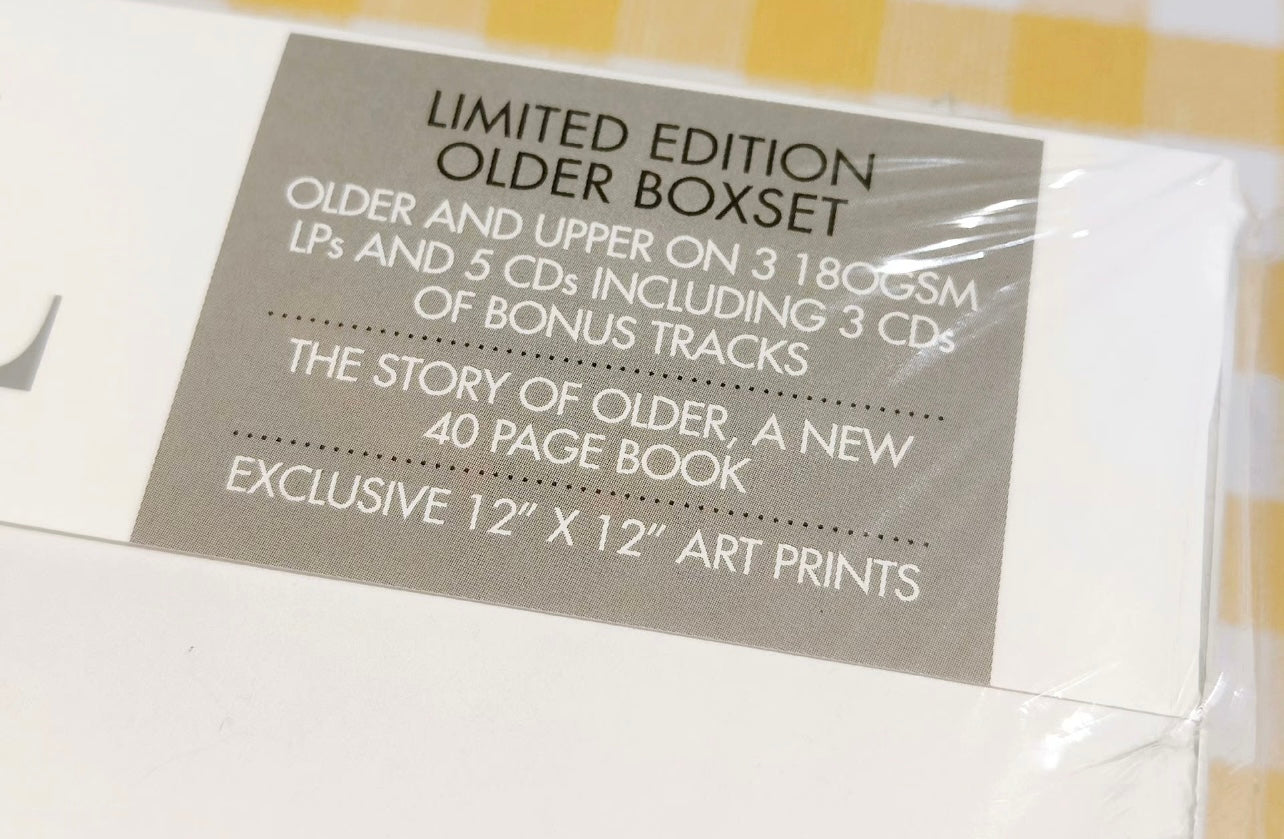 LIMITED EDITION
OLDER BOXSET
OLDER AND UPPER ON 3 180GSM
LPs AND 5 CDs INCLUDING 3 CDs
OF BONUS TRACKS
THE STORY OF OLDER, A NEW
40 PAGE BOOK
EXCLUSIVE 12” X 12” ART PRINTS